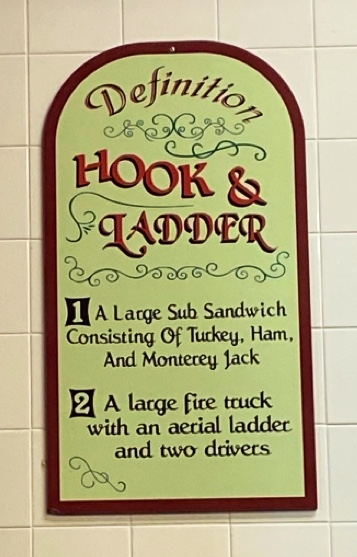 Definition
HOOK &
LADDER
1 A Large Sub Sandwich
Consisting Of Turkey, Ham,
And Monterey Jack
2 A large fire truck
with an aerial ladder
and two drivers